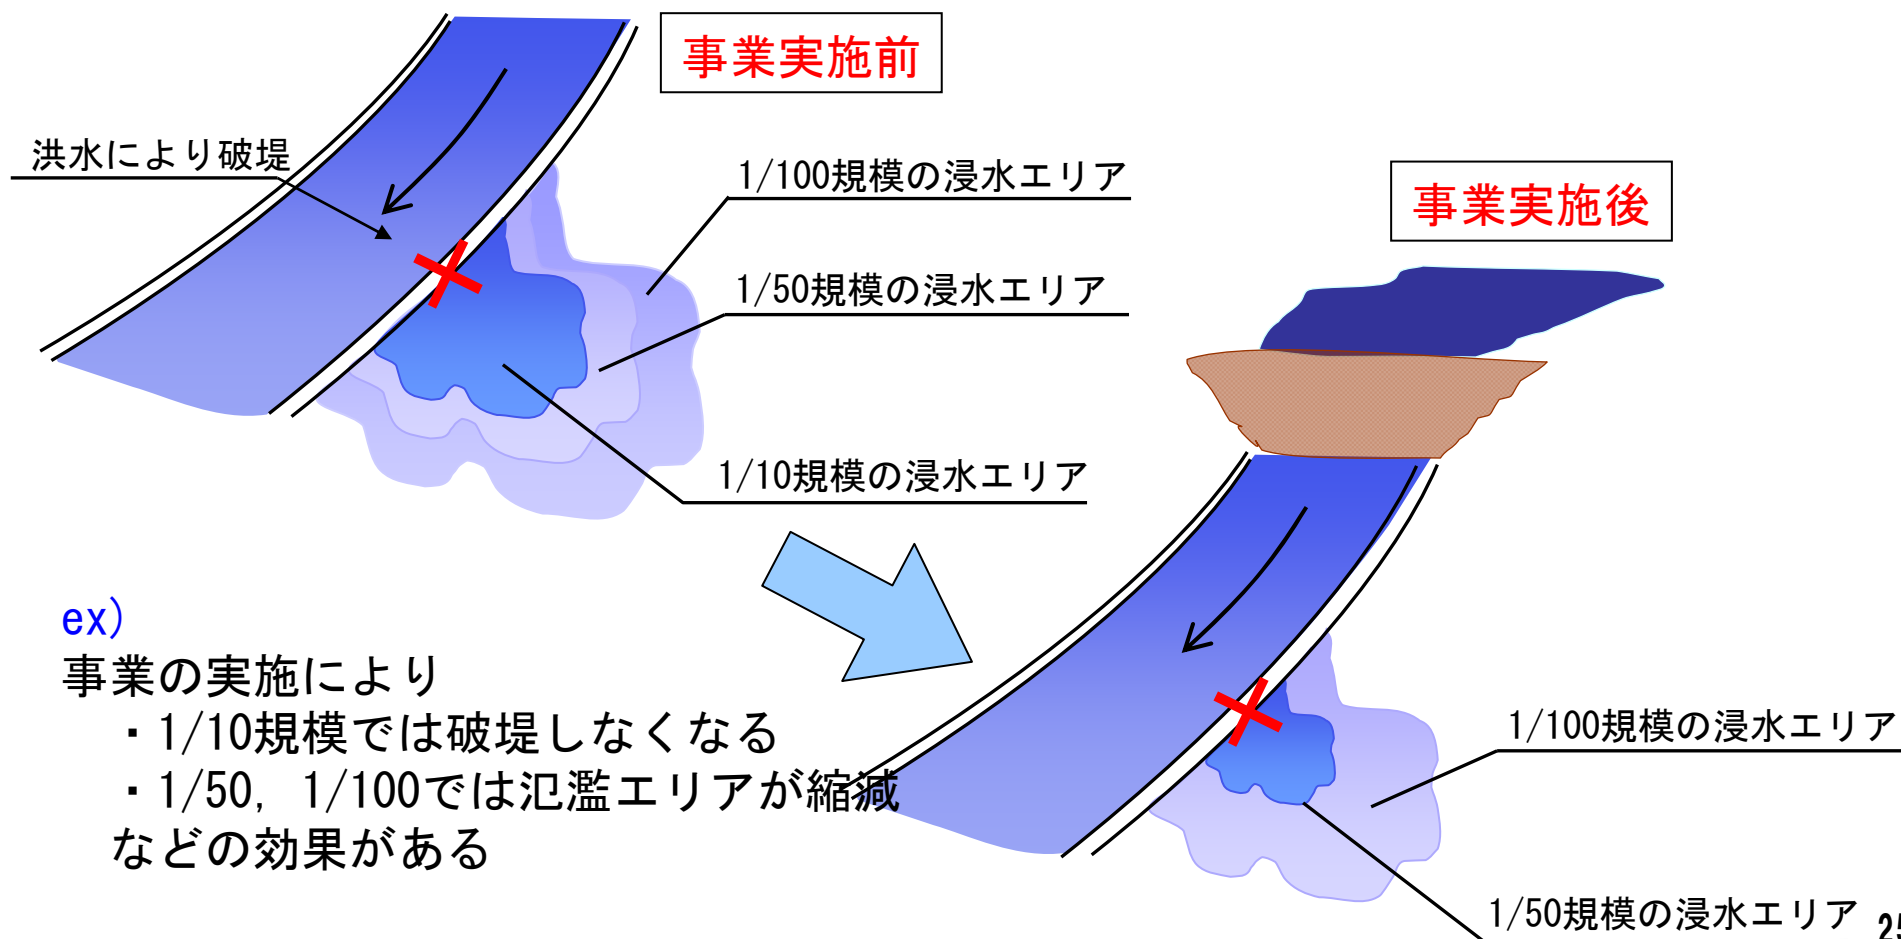 事業実施前
洪水により破堤
1/100規模の浸水エリア
1/50規模の浸水エリア
1/10規模の浸水エリア
事業実施後
ex)
事業の実施により
・1/10規模では破堤しなくなる
・1/50, 1/100では氾濫エリアが縮減
などの効果がある
1/100規模の浸水エリア
1/50規模の浸水エリア